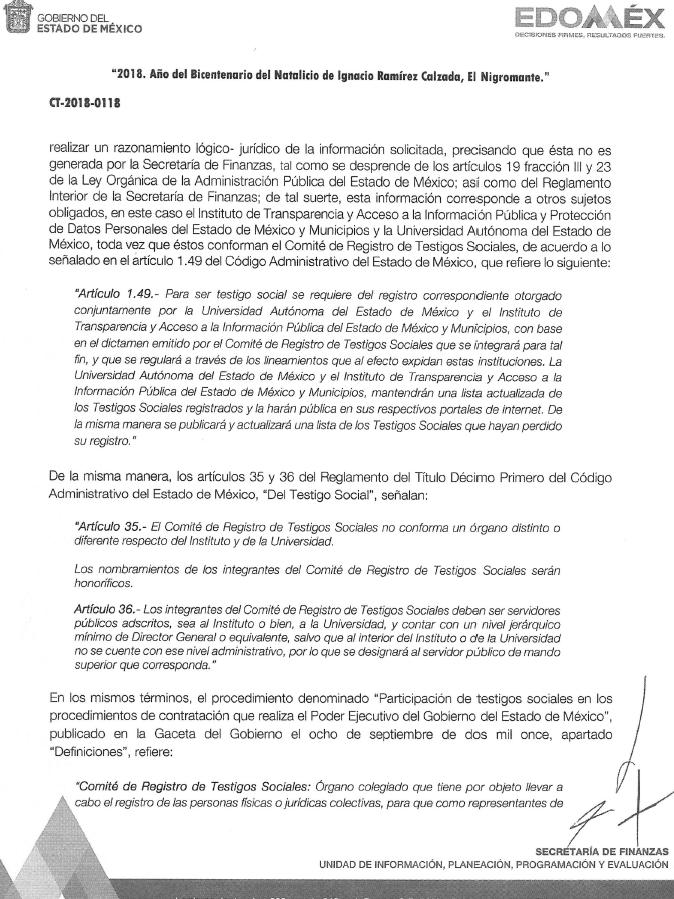 GOBIERNO DEL
ESTADO DE MÉXICO
EDOMÉX
DECISIONES FIRMES, RESULTADOS FUERTES.
"2018. Año del Bicentenario del Natalicio de Ignacio Ramírez Calzada, El Nigromante."
CT-2018-0118
realizar un razonamiento lógico- jurídico de la información solicitada, precisando que ésta no es
generada por la Secretaría de Finanzas, tal como se desprende de los artículos 19 fracción III y 23
de la Ley Orgánica de la Administración Pública del Estado de México; así como del Reglamento
Interior de la Secretaría de Finanzas; de tal suerte, esta información corresponde a otros sujetos
obligados, en este caso el Instituto de Transparencia y Acceso a la Información Pública y Protección
de Datos Personales del Estado de México y Municipios y la Universidad Autónoma del Estado de
México, toda vez que éstos conforman el Comité de Registro de Testigos Sociales, de acuerdo a lo
señalado en el artículo 1.49 del Código Administrativo del Estado de México, que refiere lo siguiente:
"Artículo 1.49.- Para ser testigo social se requiere del registro correspondiente otorgado
conjuntamente por la Universidad Autónoma del Estado de México y el Instituto de
Transparencia y Acceso a la Información Pública del Estado de México y Municipios, con base
en el dictamen emitido por el Comité de Registro de Testigos Sociales que se integrará para tal
fin, y que se regulará a través de los lineamientos que al efecto expidan estas instituciones. La
Universidad Autónoma del Estado de México y el Instituto de Transparencia y Acceso a la
Información Pública del Estado de México y Municipios, mantendrán una lista actualizada de
los Testigos Sociales registrados y la harán pública en sus respectivos portales de internet. De
la misma manera se publicará y actualizará una lista de los Testigos Sociales que hayan perdido
su registro."
De la misma manera, los artículos 35 y 36 del Reglamento del Título Décimo Primero del Código
Administrativo del Estado de México, "Del Testigo Social", señalan:
"Artículo 35.- El Comité de Registro de Testigos Sociales no conforma un órgano distinto o
diferente respecto del Instituto y de la Universidad.
Los nombramientos de los integrantes del Comité de Registro de Testigos Sociales serán
honoríficos.
Artículo 36.- Los integrantes del Comité de Registro de Testigos Sociales deben ser servidores
públicos adscritos, sea al Instituto o bien, a la Universidad, y contar con un nivel jerárquico
mínimo de Director General o equivalente, salvo que al interior del Instituto o de la Universidad
no se cuente con ese nivel administrativo, por lo que se designará al servidor público de mando
superior que corresponda."
En los mismos términos, el procedimiento denominado "Participación de testigos sociales en los
procedimientos de contratación que realiza el Poder Ejecutivo del Gobierno del Estado de México",
publicado en la Gaceta del Gobierno el ocho de septiembre de dos mil once, apartado
"Definiciones", refiere:
"Comité de Registro de Testigos Sociales: Órgano colegiado que tiene por objeto llevar a
cabo el registro de las personas físicas o jurídicas colectivas, para que como representantes de
SECRETARÍA DE FINANZAS
UNIDAD DE INFORMACIÓN, PLANEACIÓN, PROGRAMACIÓN Y EVALUACIÓN